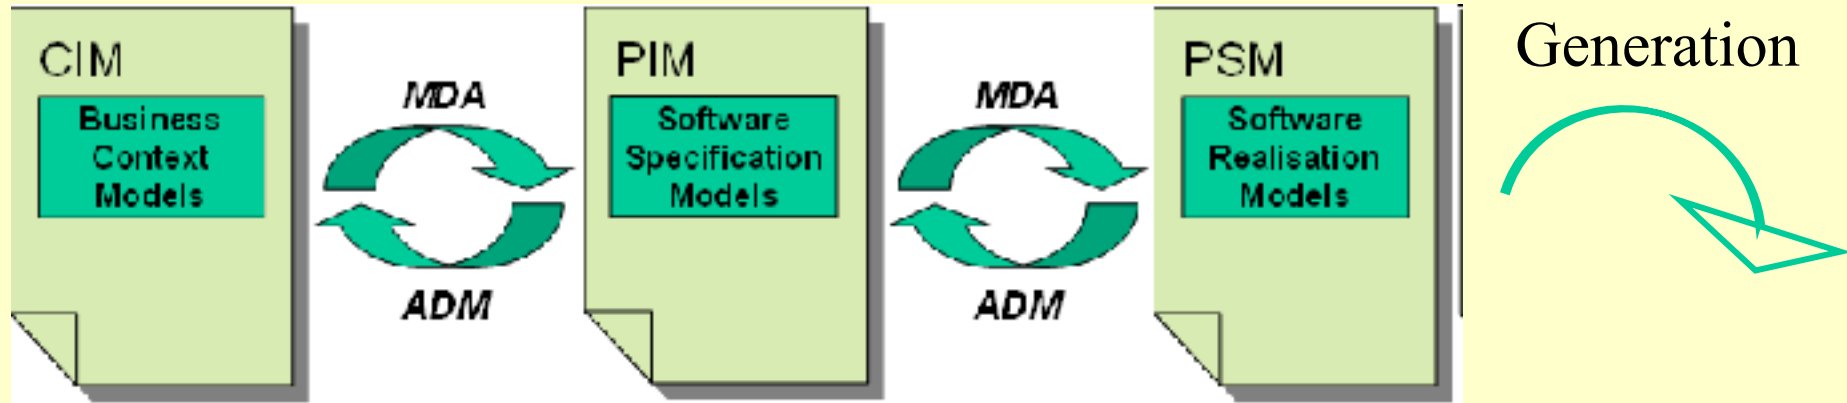 CIM
Business
Context
Models
MDA
ADM
PIM
Software
Specification
Models
MDA
ADM
PSM
Software
Realisation
Models
Generation